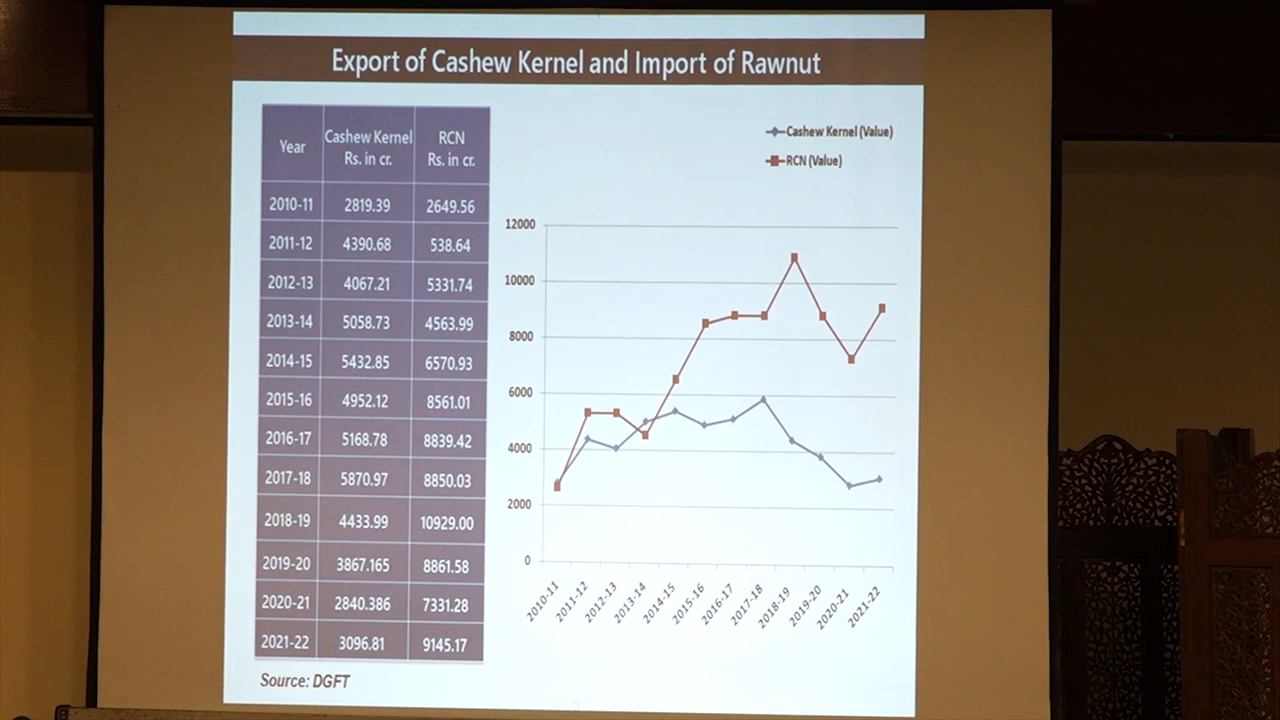 Export of Cashew Kernel and Import of Rawnut
Year Cashew Kernel Rs. in cr. RCN Rs. in cr.
2010-11 2819.39 2649.56
2011-12 4390.68 538.64
2012-13 4067.21 5331.74
2013-14 5058.73 4563.99
2014-15 5432.85 6570.93
2015-16 4952.12 8561.01
2016-17 5168.78 8839.42
2017-18 5870.97 8850.03
2018-19 4433.99 10929.00
2019-20 3867.165 8861.58
2020-21 2840.386 7331.28
2021-22 3096.81 9145.17
Source: DGFT
Cashew Kernel (Value)
RCN (Value)
12000
10000
8000
6000
4000
2000
0
2010-11 2011-12 2012-13 2013-14 2014-15 2015-16 2016-17 2017-18 2018-19 2019-20 2020-21 2021-22